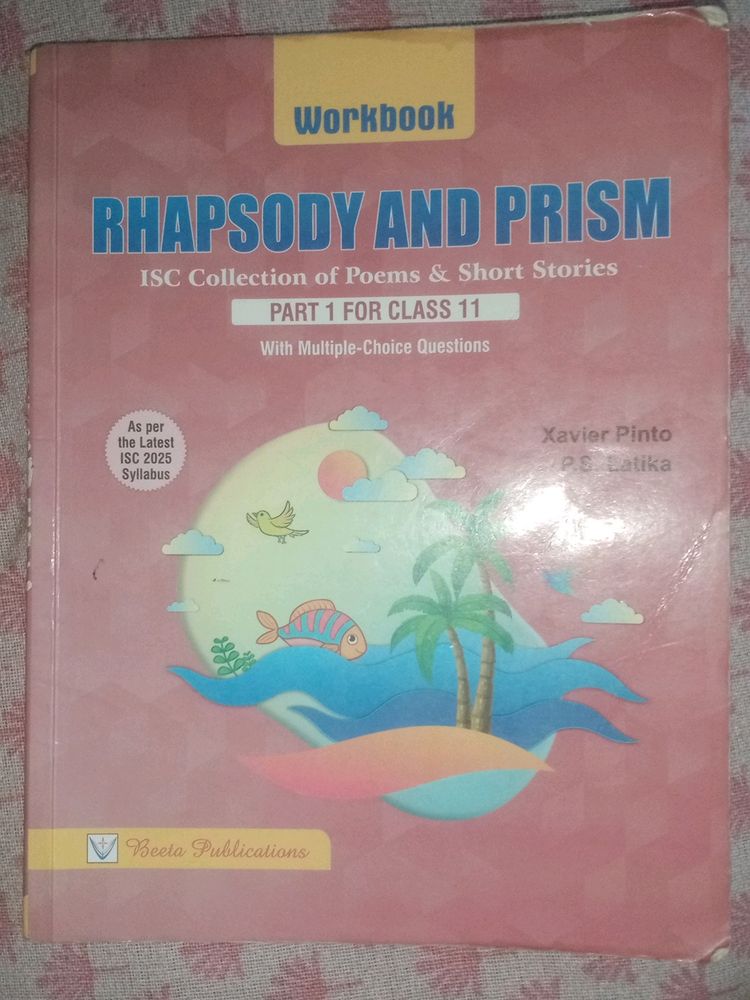 Workbook
RHAPSODY AND PRISM
ISC Collection of Poems & Short Stories
PART 1 FOR CLASS 11
With Multiple-Choice Questions
As per
the Latest
ISC 2025
Syllabus
Xavier Pinto
P.S. Latika
Beeta Publications